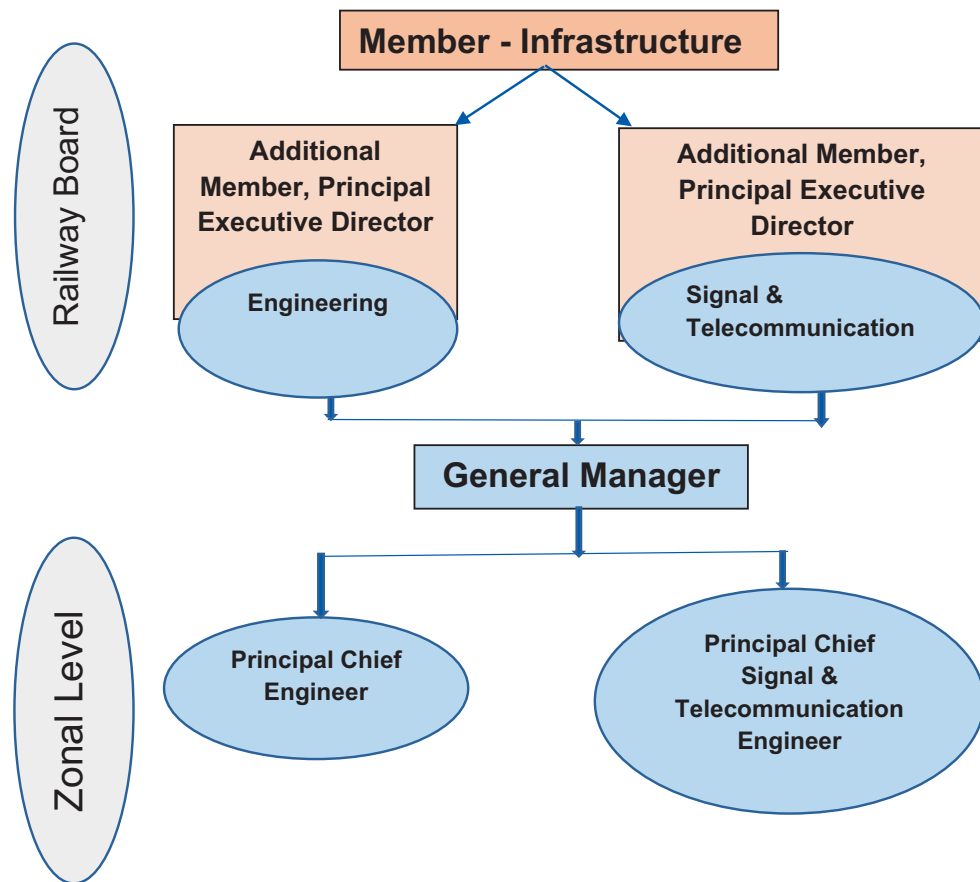 Member - Infrastructure
Railway Board
Additional
Member, Principal
Executive Director
Engineering
Additional Member,
Principal Executive
Director
Signal &
Telecommunication
General Manager
Zonal Level
Principal Chief
Engineer
Principal Chief
Signal &
Telecommunication
Engineer